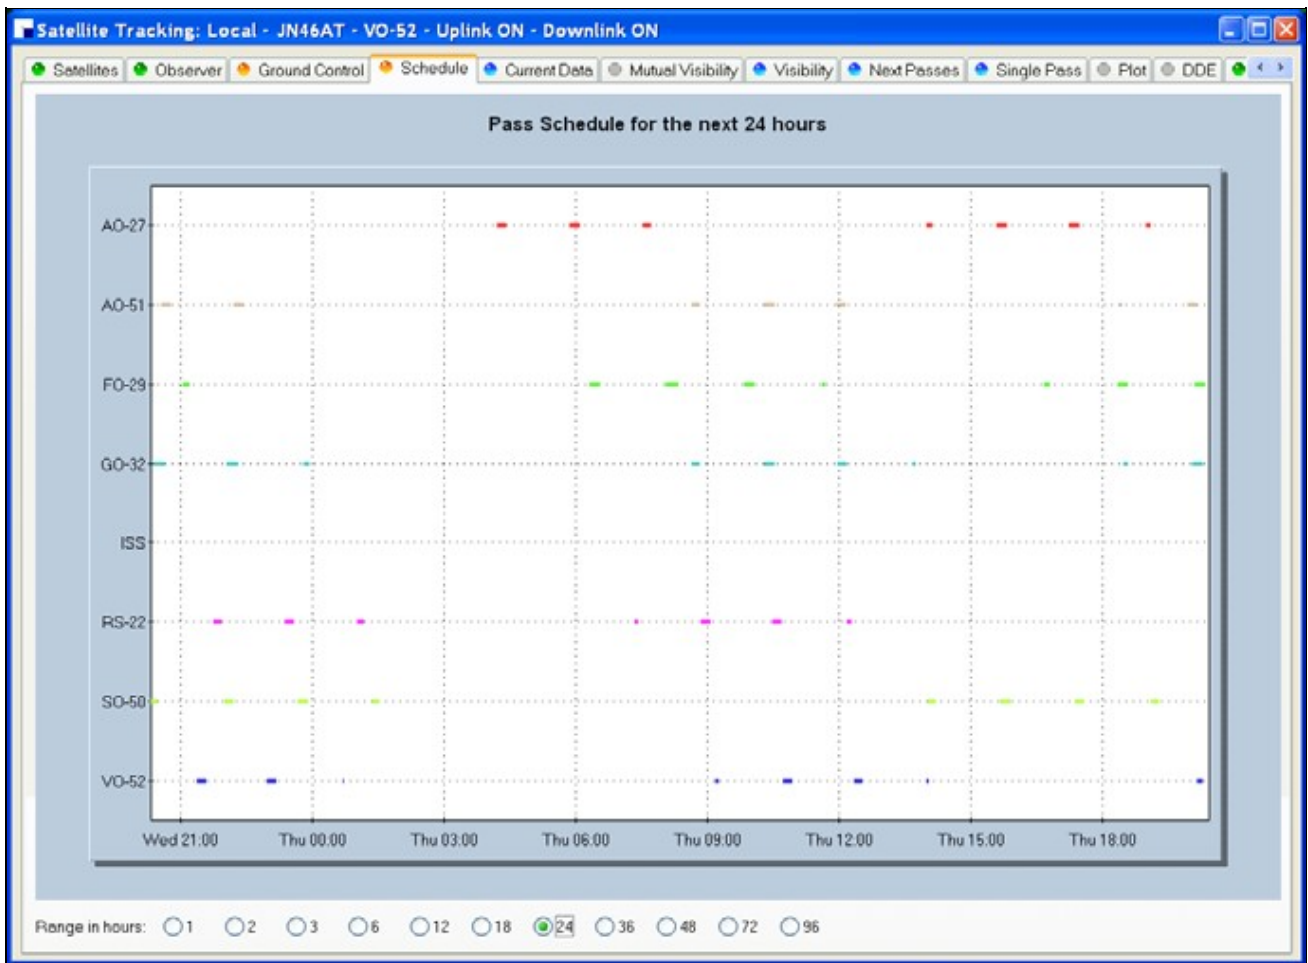 Satellite Tracking: Local - JN46AT - VO-52 - Uplink ON - Downlink ON
Satellites Observer Ground Control Schedule Current Data Mutual Visibility Visibility Next Passes Single Pass Plot DDE
Pass Schedule for the next 24 hours
AO-27
AO-51
FO-29
GO-32
ISS
RS-22
SO-50
VO-52
Wed 21:00 Thu 00:00 Thu 03:00 Thu 06:00 Thu 09:00 Thu 12:00 Thu 15:00 Thu 18:00
Range in hours: 1 2 3 6 12 18 24 36 48 72 96